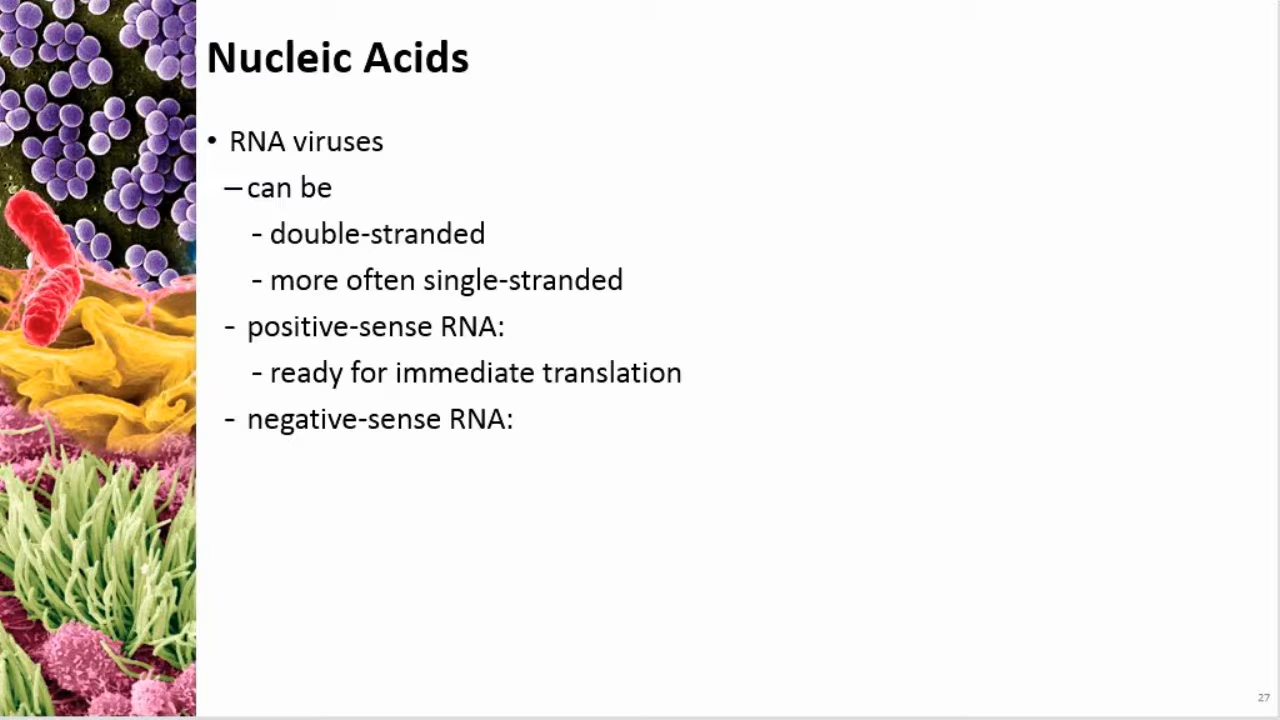 Nucleic Acids
• RNA viruses
– can be
- double-stranded
- more often single-stranded
- positive-sense RNA:
- ready for immediate translation
- negative-sense RNA:
27